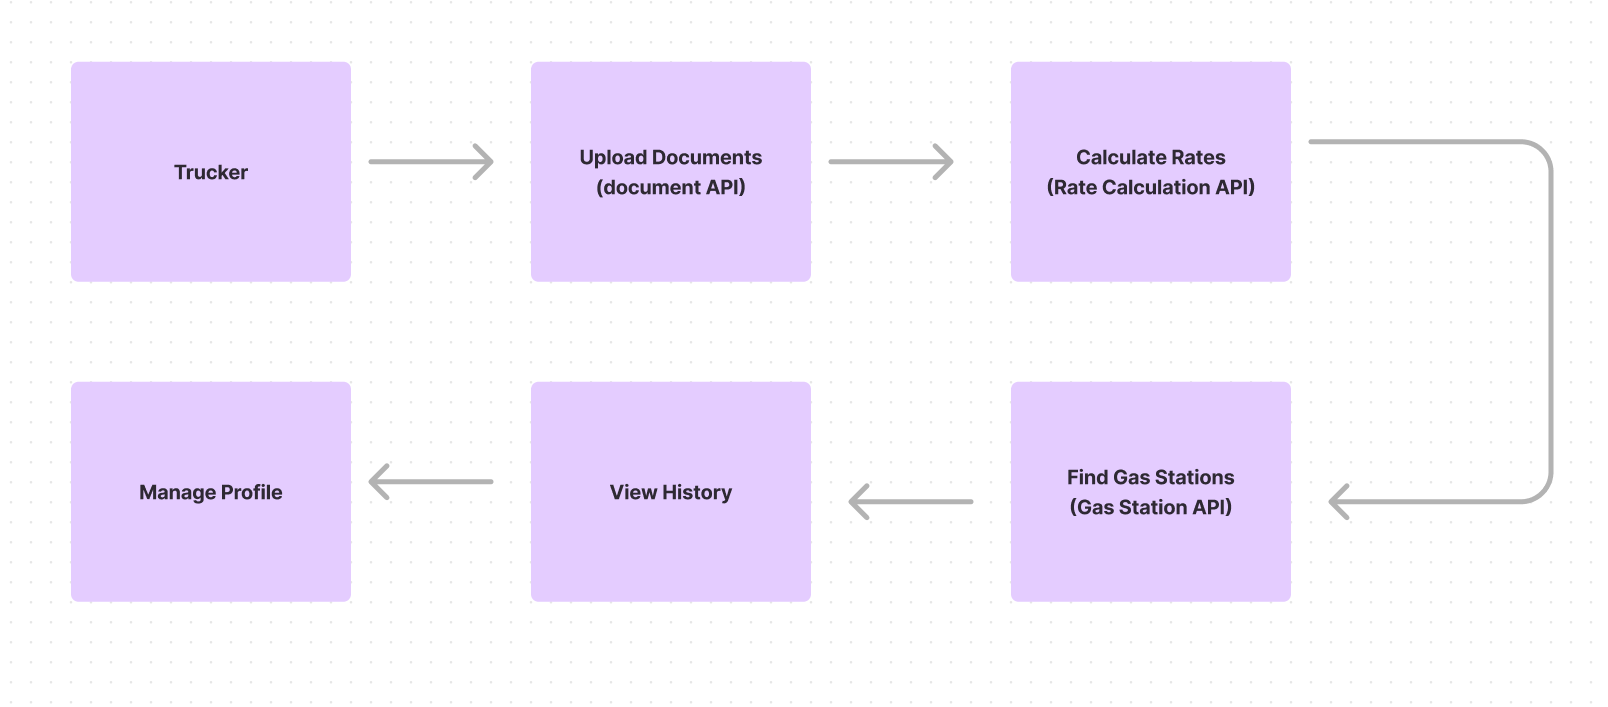 Trucker
Upload Documents
(document API)
Calculate Rates
(Rate Calculation API)
Manage Profile
View History
Find Gas Stations
(Gas Station API)